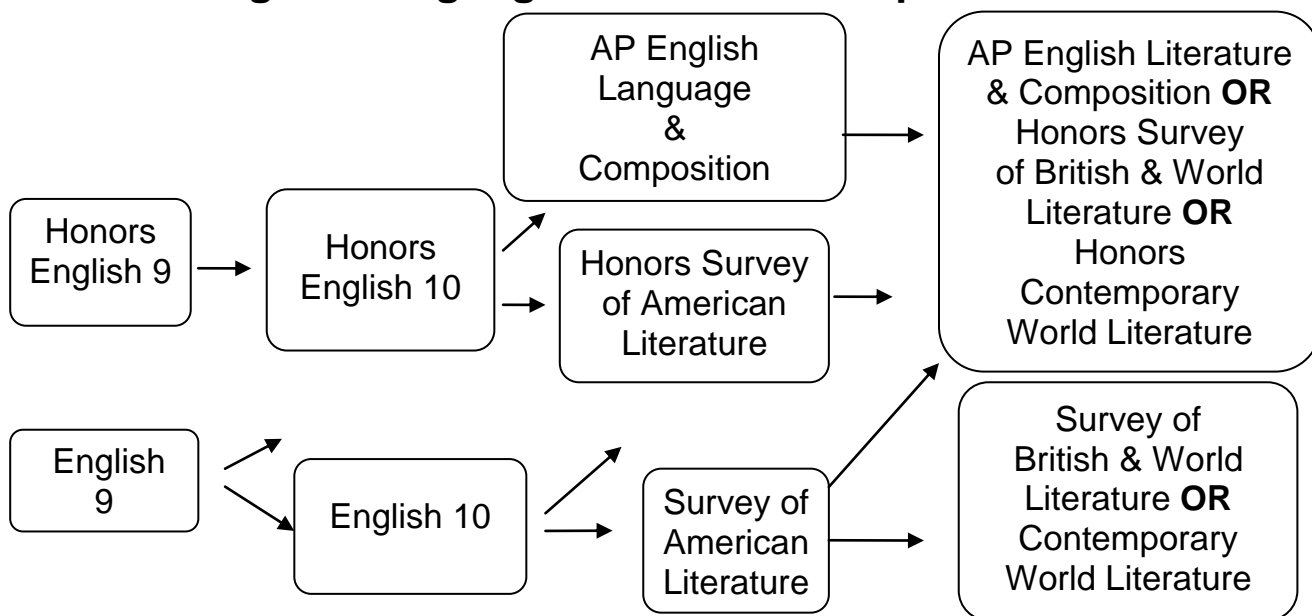 AP English
Language
&
Composition
AP English Literature
& Composition OR
Honors Survey
of British & World
Literature OR
Honors
Contemporary
World Literature
Honors
English 9
Honors
English 10
Honors Survey
of American
Literature
English
9
English 10
Survey of
American
Literature
Survey of
British & World
Literature OR
Contemporary
World Literature